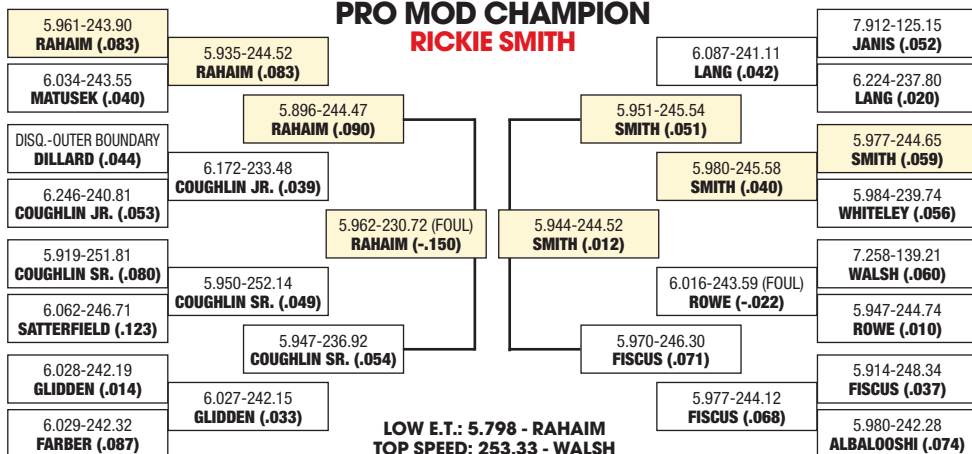 PRO MOD CHAMPION
RICKIE SMITH
5.961-243.90
RAHAIM (.083)
6.034-243.55
MATUSEK (.040)
DISQ.-OUTER BOUNDARY
DILLARD (.044)
6.246-240.81
COUGHLIN JR. (.053)
5.919-251.81
COUGHLIN SR. (.080)
6.062-246.71
SATTERFIELD (.123)
6.028-242.19
GLIDDEN (.014)
6.029-242.32
FARBER (.087)
5.935-244.52
RAHAIM (.083)
6.172-233.48
COUGHLIN JR. (.039)
5.950-252.14
COUGHLIN SR. (.049)
6.027-242.15
GLIDDEN (.033)
5.896-244.47
RAHAIM (.090)
5.947-236.92
COUGHLIN SR. (.054)
5.962-230.72 (FOUL)
RAHAIM (-.150)
5.944-244.52
SMITH (.012)
5.951-245.54
SMITH (.051)
5.970-246.30
FISCUS (.071)
6.087-241.11
LANG (.042)
5.980-245.58
SMITH (.040)
6.016-243.59 (FOUL)
ROWE (-.022)
5.977-244.12
FISCUS (.068)
7.912-125.15
JANIS (.052)
6.224-237.80
LANG (.020)
5.977-244.65
SMITH (.059)
5.984-239.74
WHITELEY (.056)
7.258-139.21
WALSH (.060)
5.947-244.74
ROWE (.010)
5.914-248.34
FISCUS (.037)
5.980-242.28
ALBALOOSHI (.074)
LOW E.T.: 5.798 - RAHAIM
TOP SPEED: 253.33 - WALSH